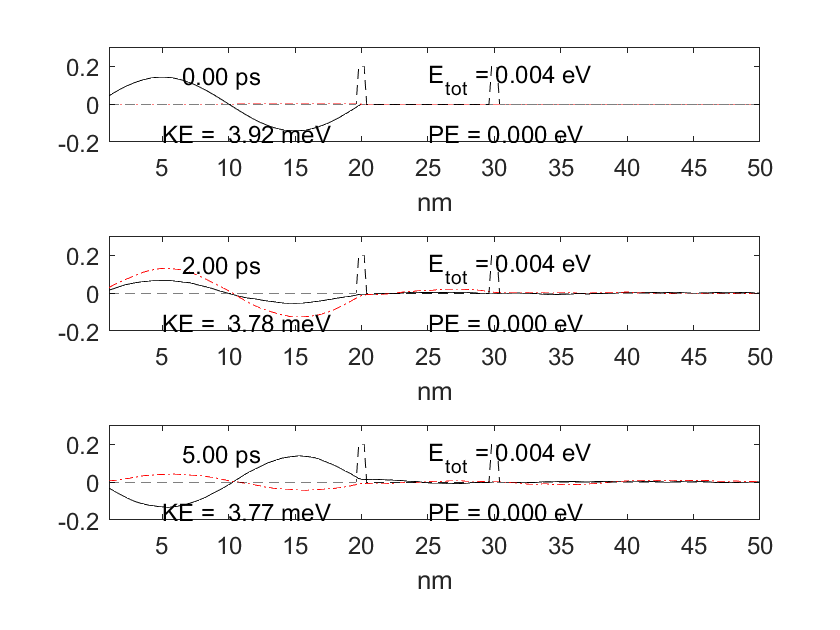 0.2
0
-0.2
0.00 ps
E_tot = 0.004 eV
KE = 3.92 meV
PE = 0.000 eV
5 10 15 20 25 30 35 40 45 50
nm
0.2
0
-0.2
2.00 ps
E_tot = 0.004 eV
KE = 3.78 meV
PE = 0.000 eV
5 10 15 20 25 30 35 40 45 50
nm
0.2
0
-0.2
5.00 ps
E_tot = 0.004 eV
KE = 3.77 meV
PE = 0.000 eV
5 10 15 20 25 30 35 40 45 50
nm